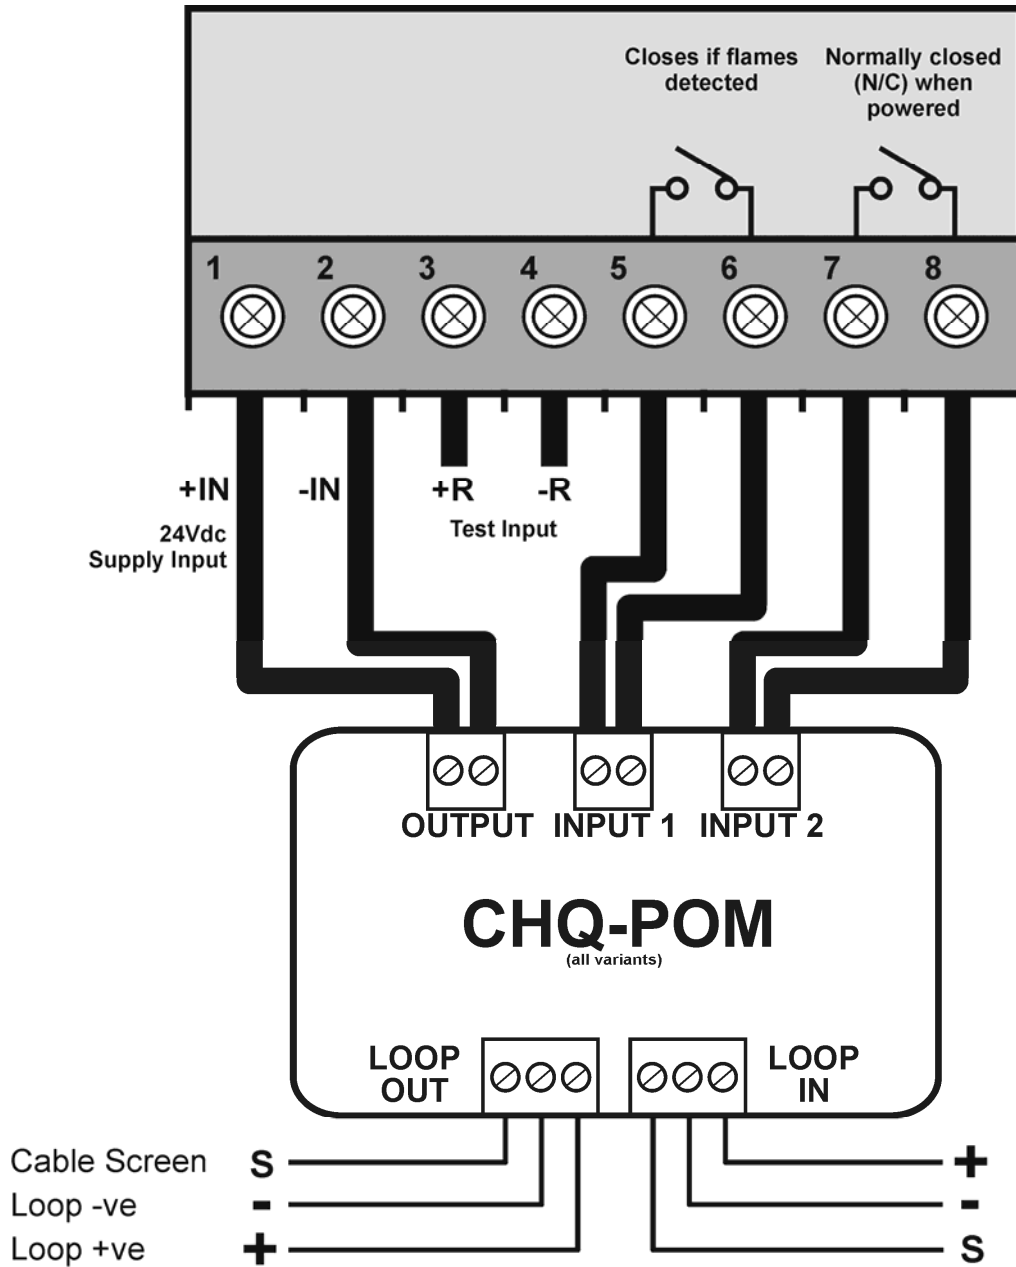 Closes if flames
detected
Normally closed
(N/C) when
powered
1 2 3 4 5 6 7 8
+IN -IN +R -R
24Vdc
Supply Input
Test Input
OUTPUT INPUT 1 INPUT 2
CHQ-POM
(all variants)
LOOP
OUT
LOOP
IN
Cable Screen S +
Loop -ve - -
Loop +ve + S